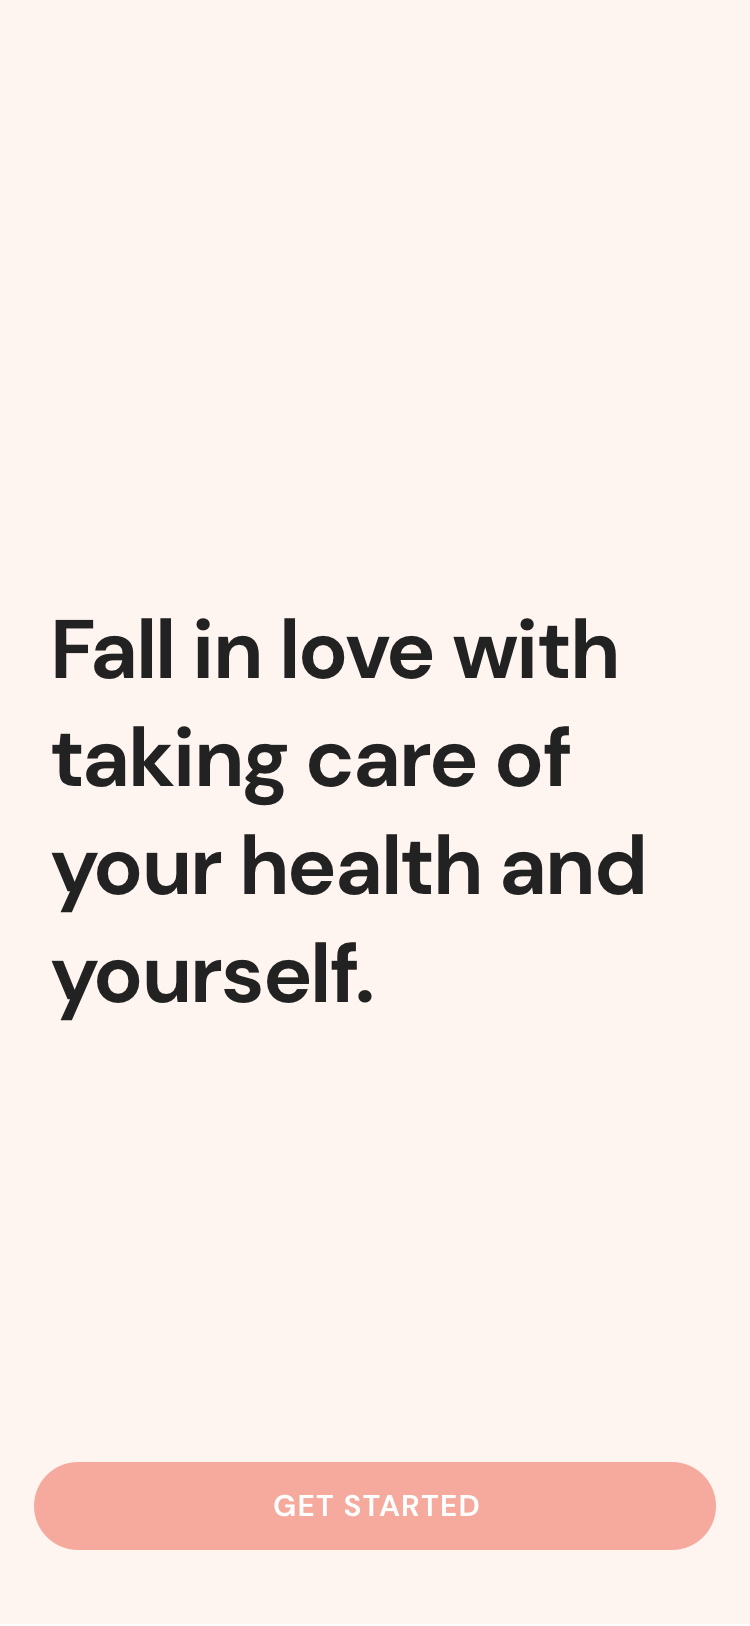 Fall in love with
taking care of
your health and
yourself.
GET STARTED